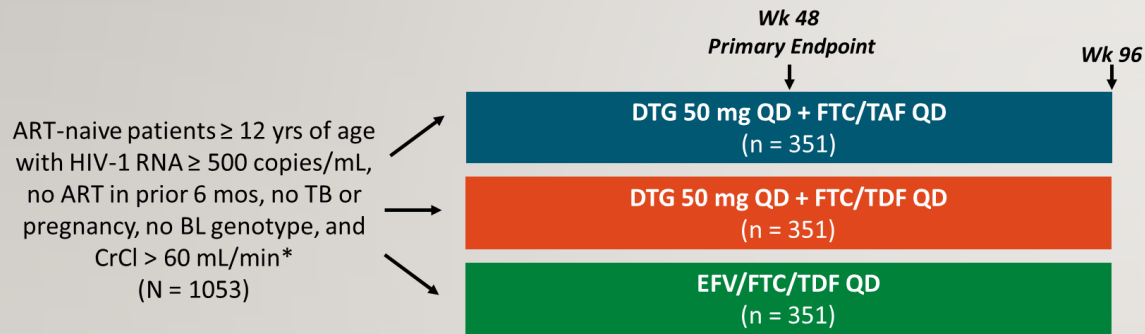 Wk 48
Primary Endpoint
Wk 96
ART-naive patients ≥ 12 yrs of age
with HIV-1 RNA ≥ 500 copies/mL,
no ART in prior 6 mos, no TB or
pregnancy, no BL genotype, and
CrCl > 60 mL/min*
(N = 1053)
DTG 50 mg QD + FTC/TAF QD
(n = 351)
DTG 50 mg QD + FTC/TDF QD
(n = 351)
EFV/FTC/TDF QD
(n = 351)